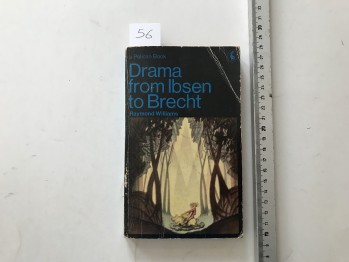 56
A Pelican Book
Drama
from Ibsen
to Brecht
Raymond Williams